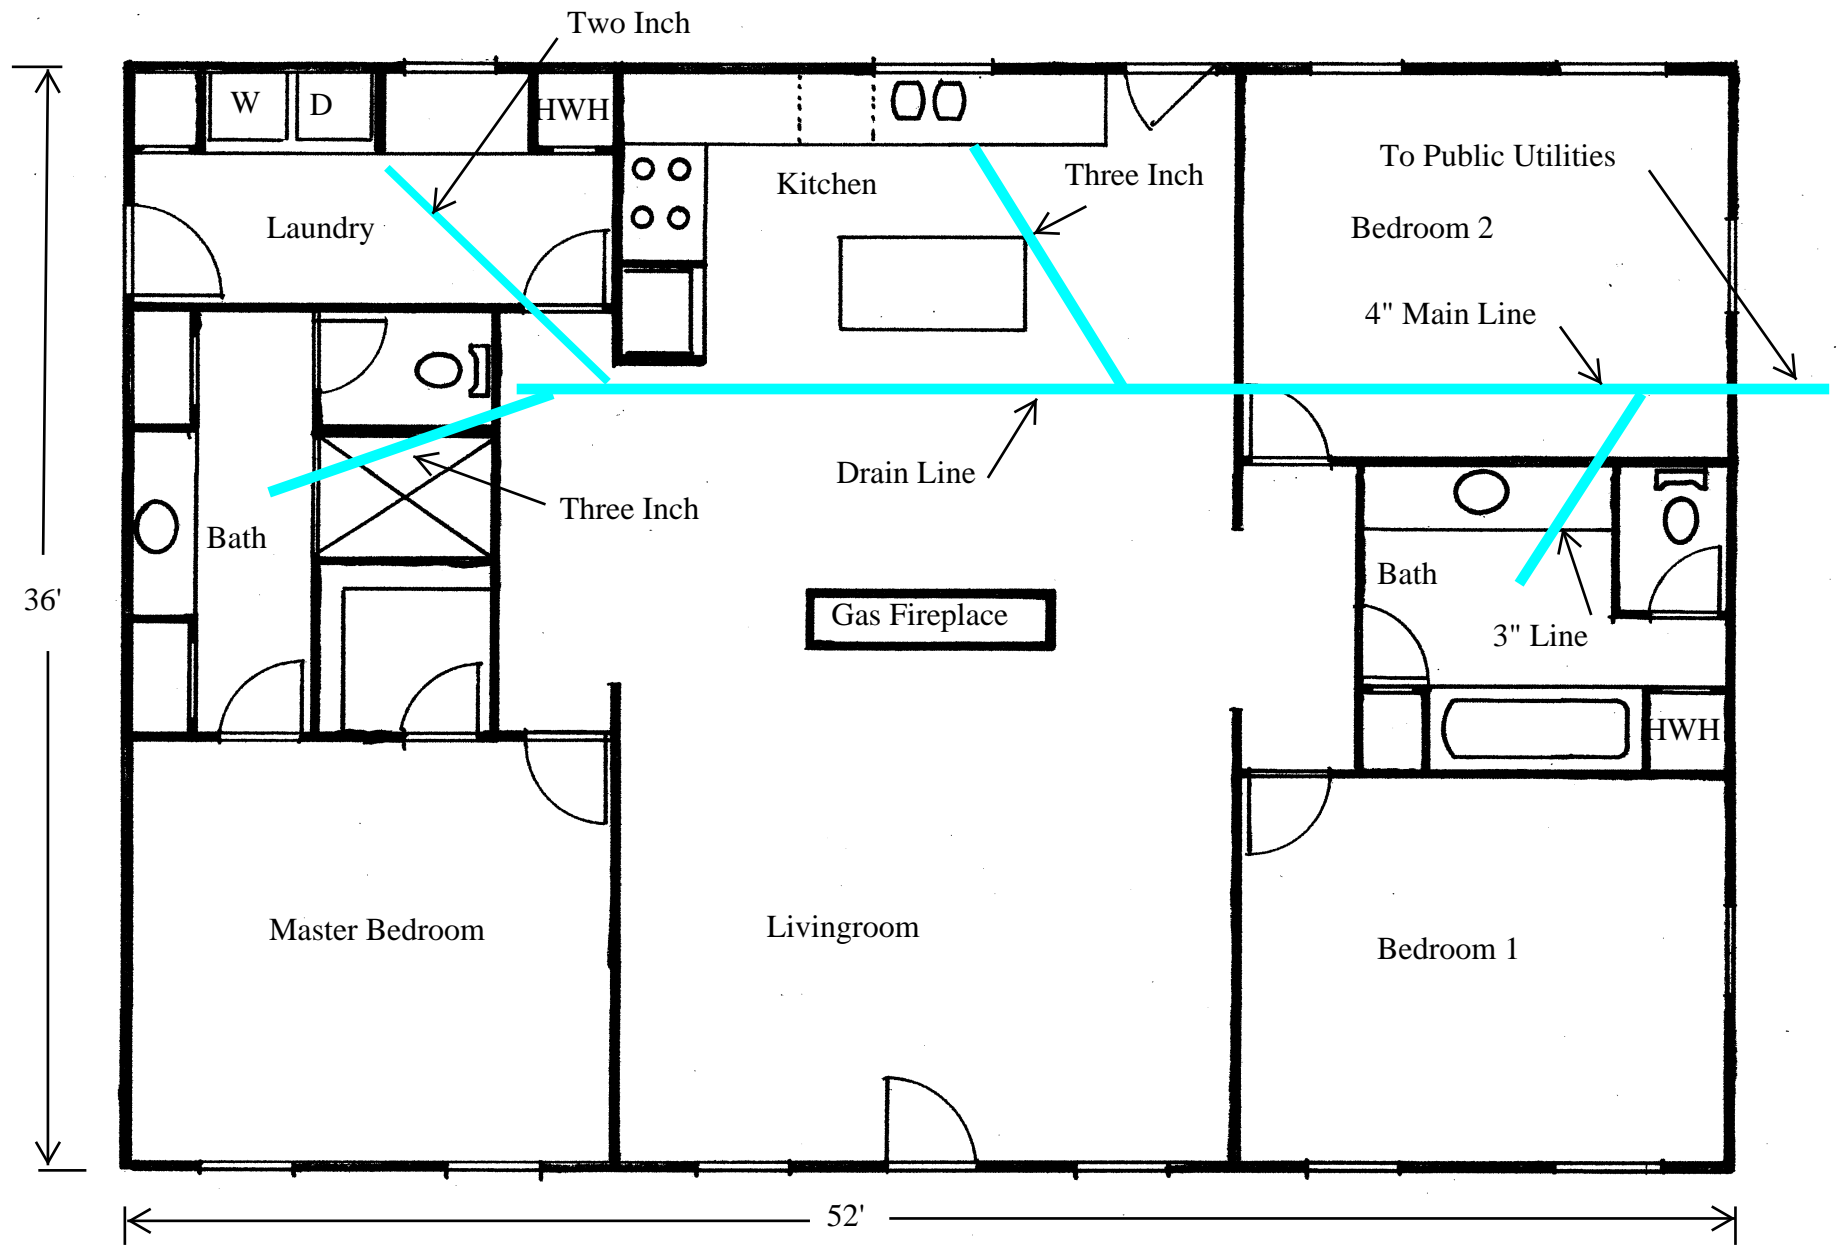 Two Inch
W
D
HWH
To Public Utilities
Three Inch
Kitchen
Laundry
Bedroom 2
4" Main Line
Drain Line
Three Inch
Bath
Bath
36'
Gas Fireplace
3" Line
HWH
Master Bedroom
Livingroom
Bedroom 1
52'